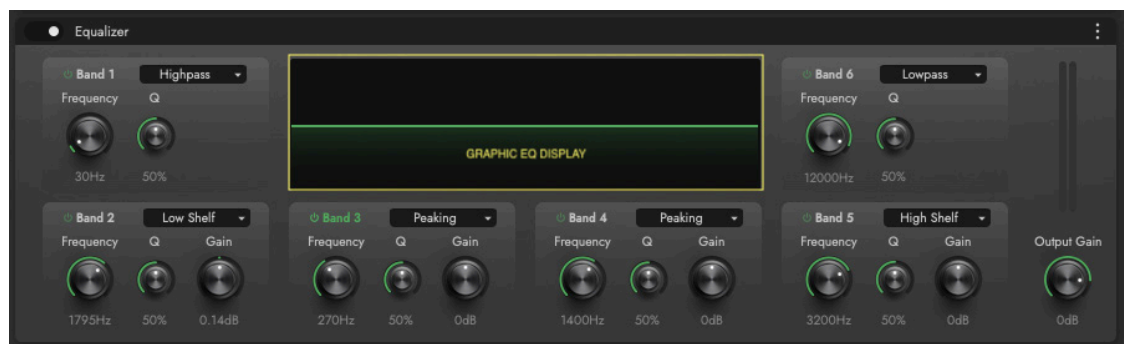 Equalizer
Band 1 Highpass
Frequency Q
30Hz 50%
GRAPHIC EQ DISPLAY
Band 6 Lowpass
Frequency Q
12000Hz 50%
Band 2 Low Shelf
Frequency Q Gain
1795Hz 50% 0.14dB
Band 3 Peaking
Frequency Q Gain
270Hz 50% 0dB
Band 4 Peaking
Frequency Q Gain
1400Hz 50% 0dB
Band 5 High Shelf
Frequency Q Gain
3200Hz 50% 0dB
Output Gain
0dB